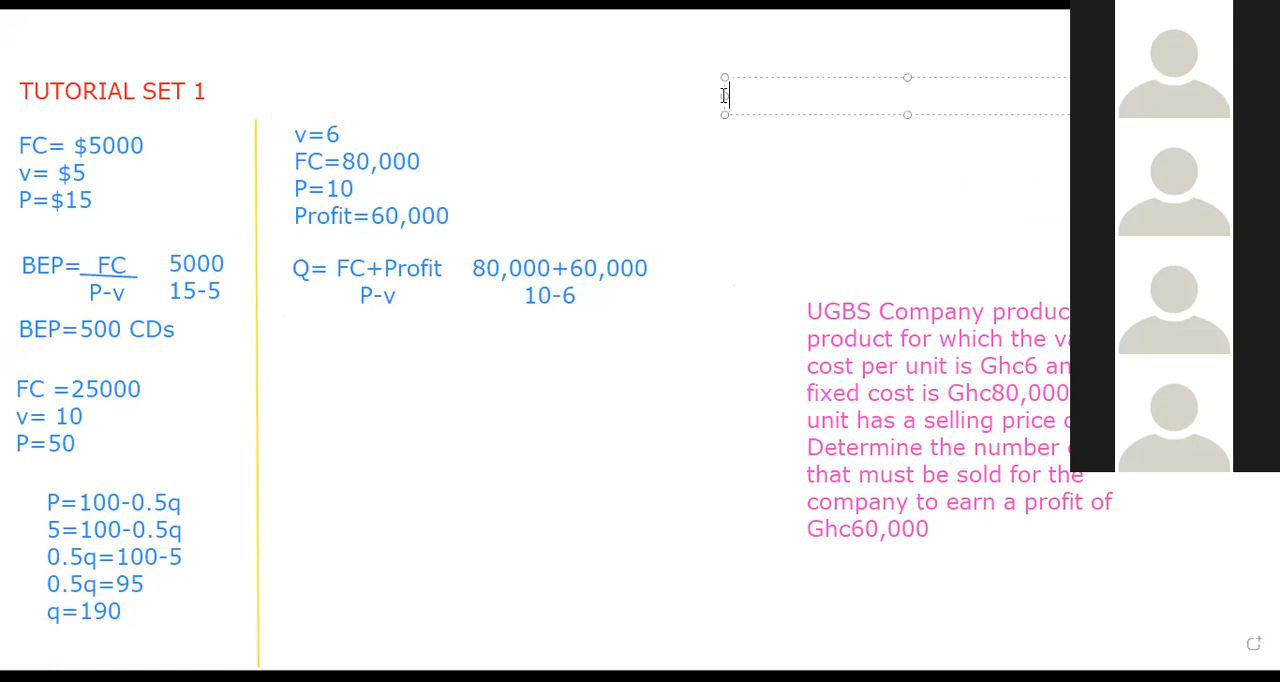 TUTORIAL SET 1
FC= $5000
v= $5
P=$15
BEP= FC 5000
P-v 15-5
BEP=500 CDs
FC =25000
v= 10
P=50
P=100-0.5q
5=100-0.5q
0.5q=100-5
0.5q=95
q=190
v=6
FC=80,000
P=10
Profit=60,000
Q= FC+Profit 80,000+60,000
P-v 10-6
UGBS Company
product for which the
cost per unit is Ghc6
fixed cost is Ghc80,000
unit has a selling price
Determine the number
that must be sold for the
company to earn a profit of
Ghc60,000